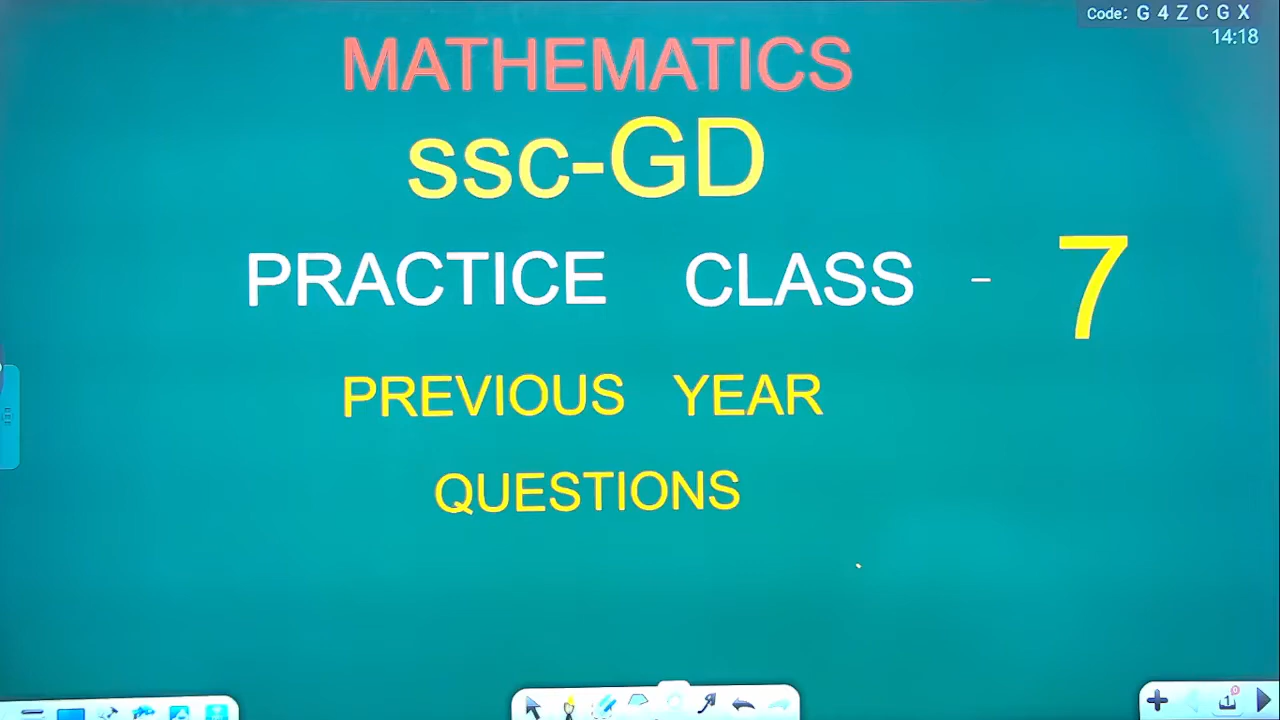 Code: G 4 Z C G X
14:18
MATHEMATICS
SSC-GD
PRACTICE CLASS - 7
PREVIOUS YEAR
QUESTIONS